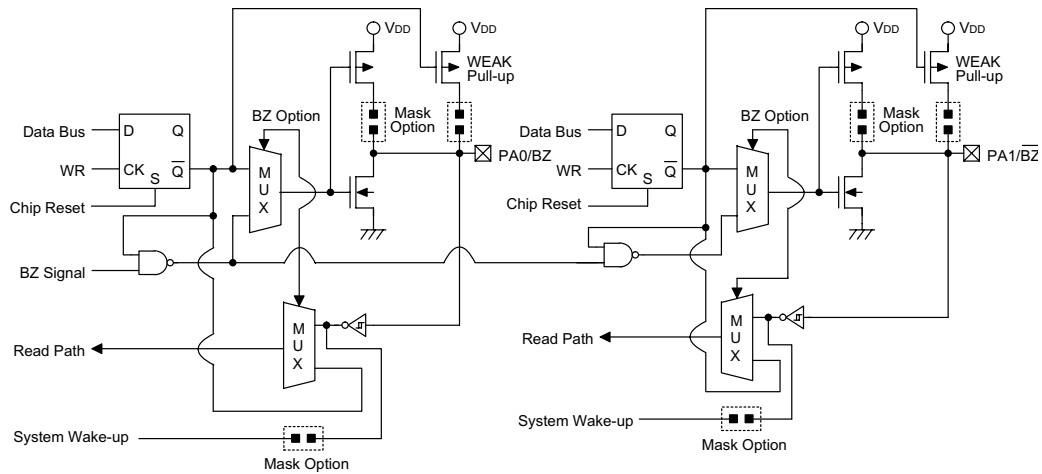 VDD VDD
WEAK
Pull-up
Mask
Option
BZ Option
Data Bus
D Q
WR
CK Q̅
S
M
U
X
PA0/BZ
Chip Reset
BZ Signal
M
U
X
Read Path
System Wake-up
Mask Option
VDD VDD
WEAK
Pull-up
Mask
Option
BZ Option
Data Bus
D Q
WR
CK Q̅
S
M
U
X
PA1/B̅Z̅
Chip Reset
M
U
X
Read Path
System Wake-up
Mask Option